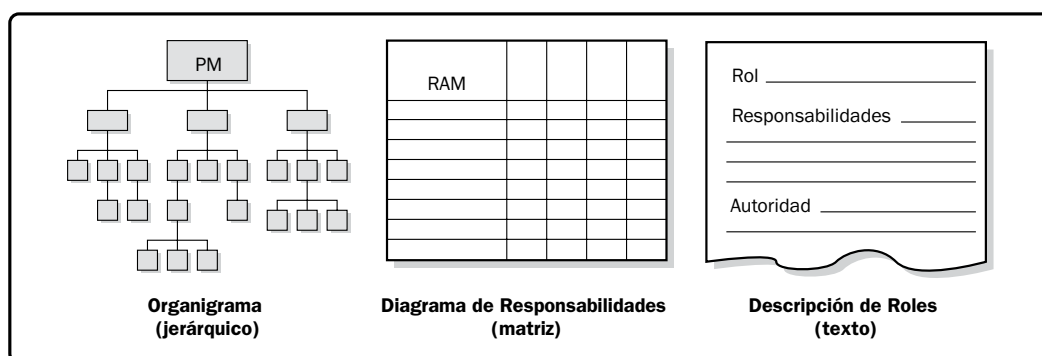 PM
RAM
Rol
Responsabilidades
Autoridad
Organigrama
(jerárquico)
Diagrama de Responsabilidades
(matriz)
Descripción de Roles
(texto)